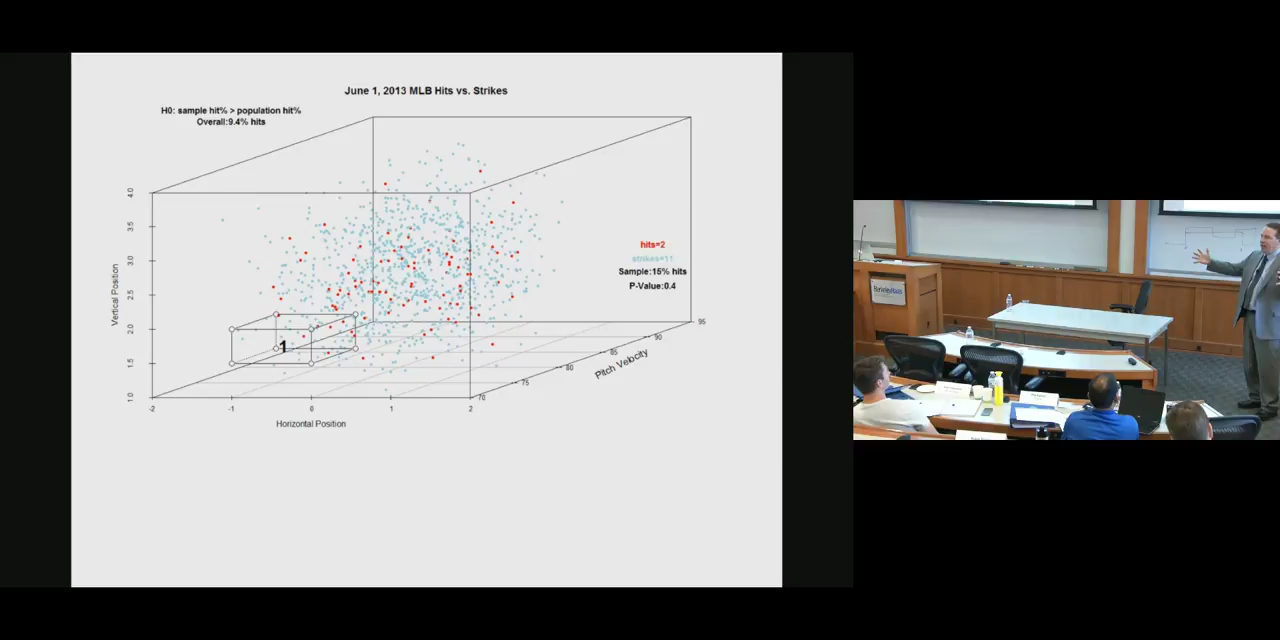 June 1, 2013 MLB Hits vs. Strikes
H0: sample hit% > population hit%
Overall:9.4% hits
hits=2
strikes=11
Sample:15% hits
P-Value:0.4
Vertical Position
4.0
3.5
3.0
2.5
2.0
1.5
1.0
1
-2
-1
0
1
2
Horizontal Position
70
75
80
85
90
95
Pitch Velocity
BerkeleyHaas